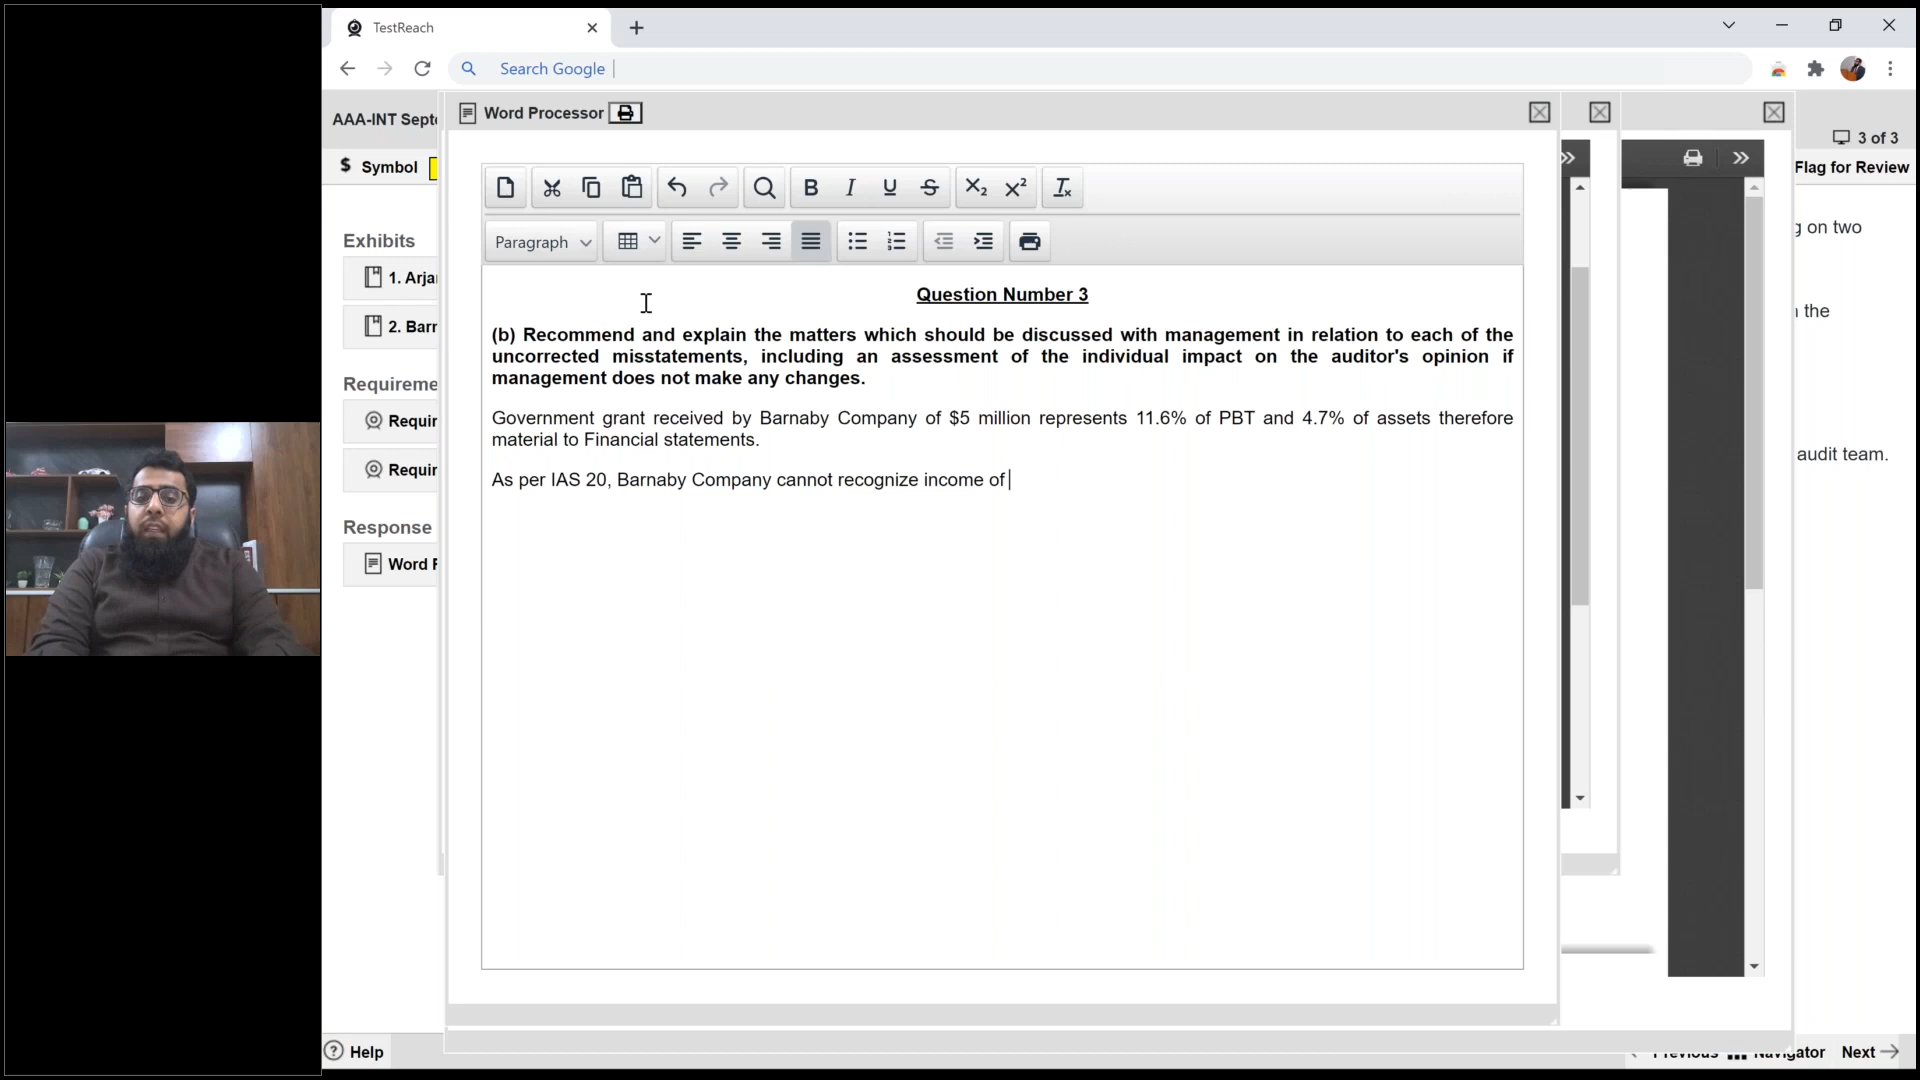 TestReach
Search Google
AAA-INT Sept
Word Processor
3 of 3
$ Symbol
Flag for Review
Paragraph
Exhibits
1. Arja
2. Barn
Requireme
Requir
Requir
Response
Word
Question Number 3
(b) Recommend and explain the matters which should be discussed with management in relation to each of the
uncorrected misstatements, including an assessment of the individual impact on the auditor's opinion if
management does not make any changes.
Government grant received by Barnaby Company of $5 million represents 11.6% of PBT and 4.7% of assets therefore
material to Financial statements.
As per IAS 20, Barnaby Company cannot recognize income of
on two
the
audit team.
Help
Previous
Navigator
Next